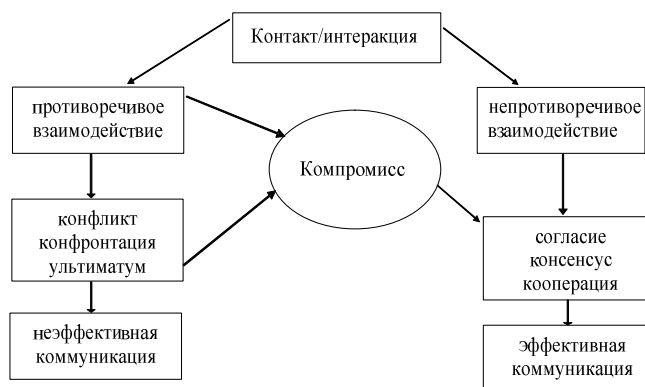 Контакт/интеракция
противоречивое
взаимодействие
непротиворечивое
взаимодействие
Компромисс
конфликт
конфронтация
ультиматум
согласие
консенсус
кооперация
неэффективная
коммуникация
эффективная
коммуникация